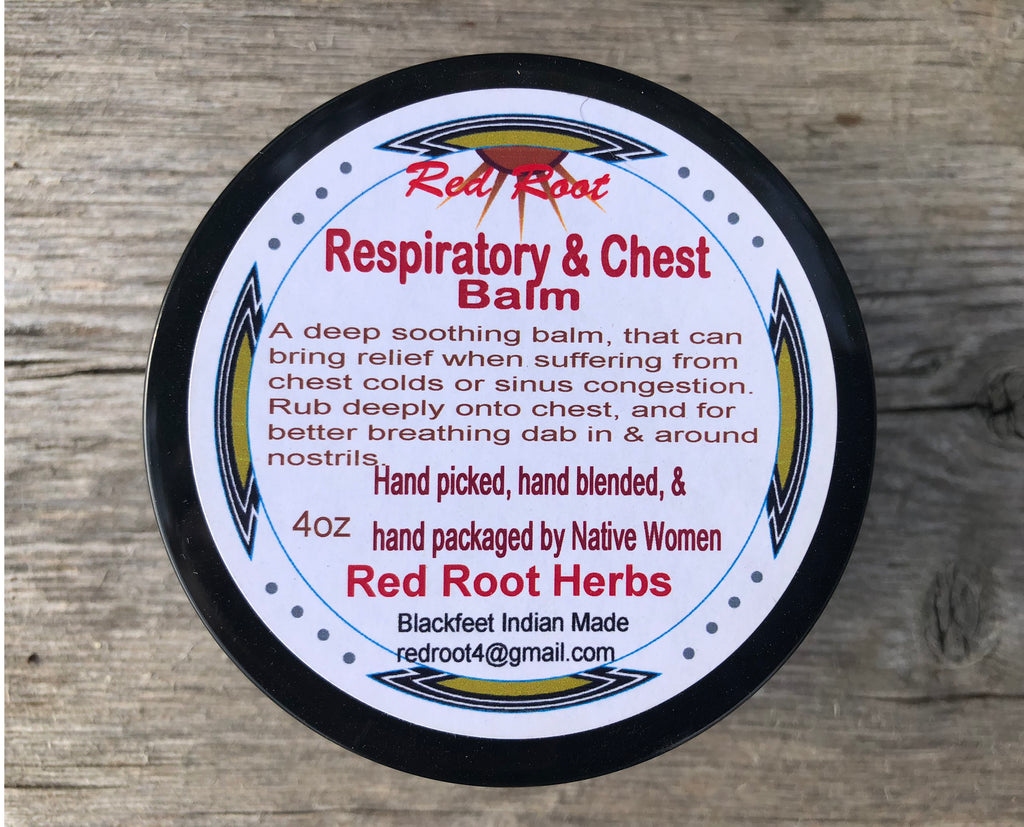 Red Root
Respiratory & Chest
Balm
A deep soothing balm, that can
bring relief when suffering from
chest colds or sinus congestion.
Rub deeply onto chest, and for
better breathing dab in & around
nostrils.
Hand picked, hand blended, &
4oz hand packaged by Native Women
Red Root Herbs
Blackfeet Indian Made
redroot4@gmail.com